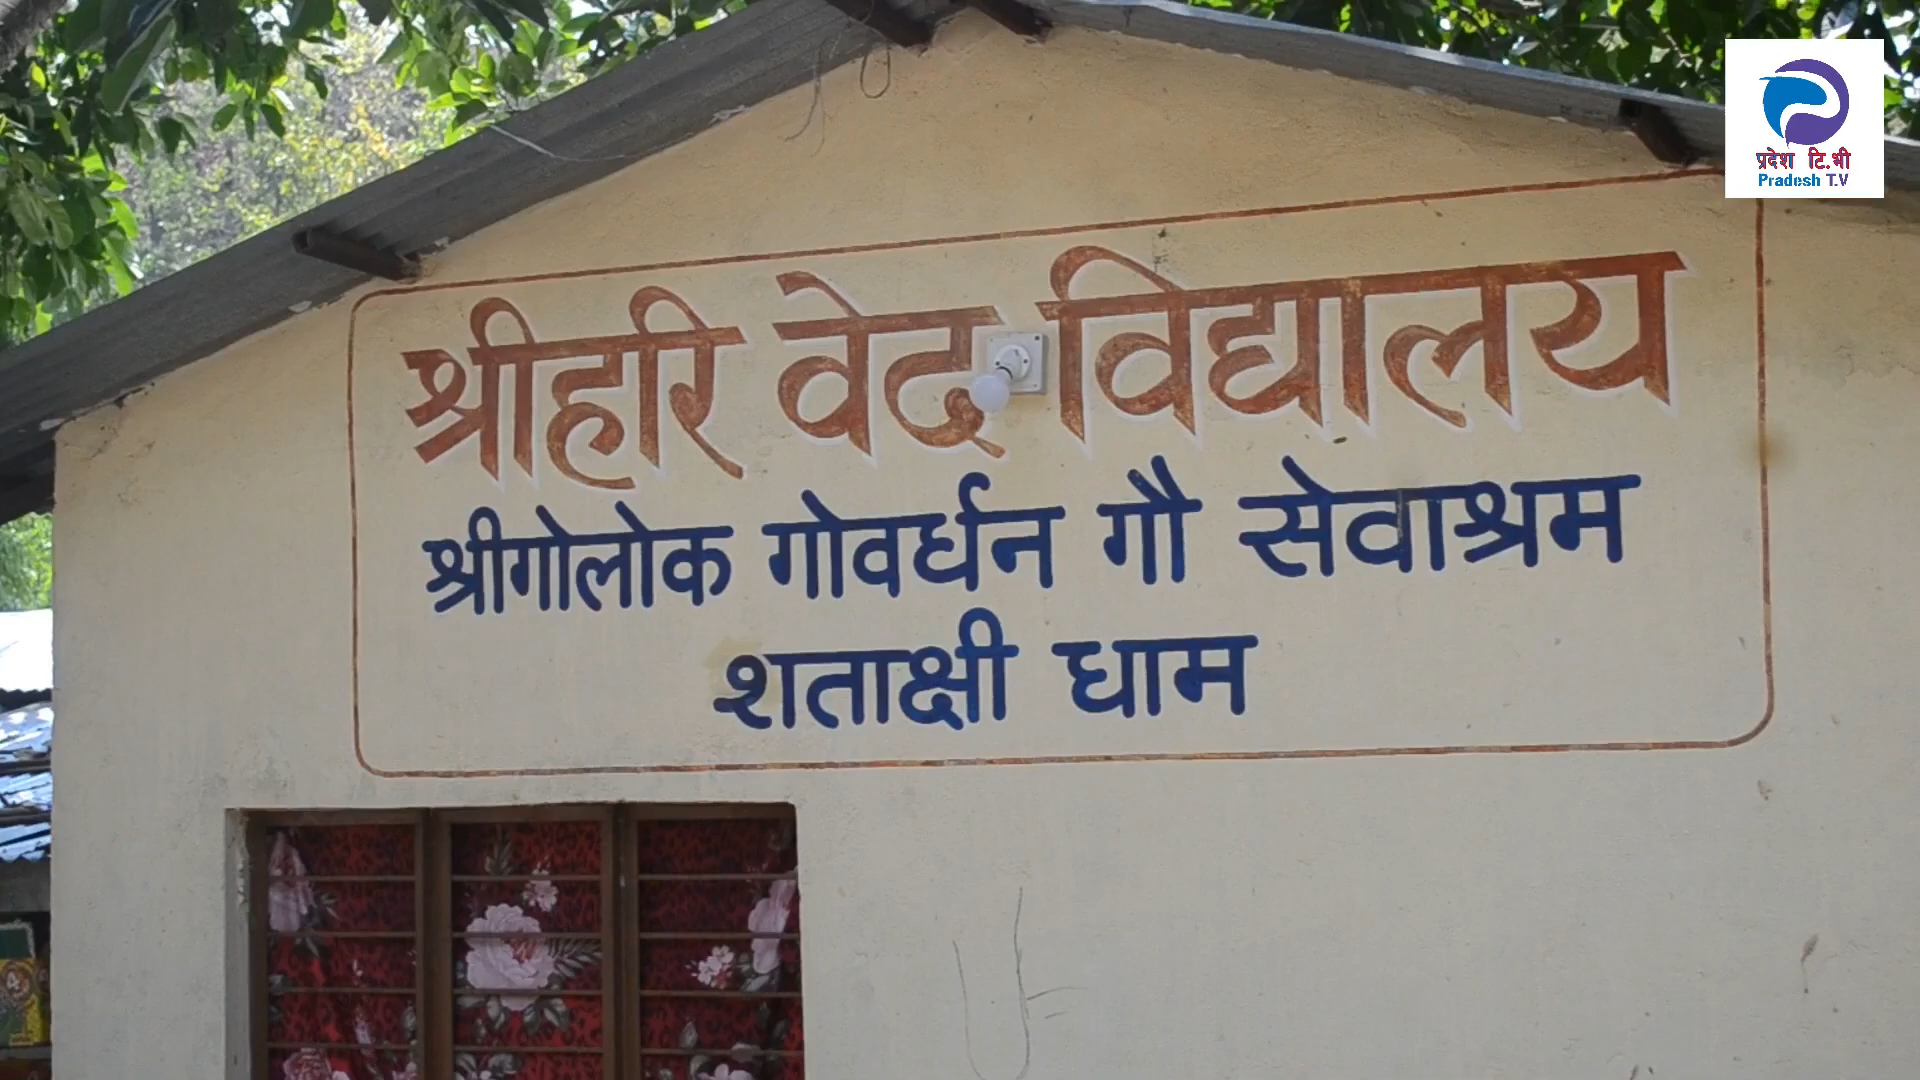 श्रीहरि वेद विद्यालय
श्रीगोलोक गोवर्धन गौ सेवाश्रम
शताक्षी धाम
प्रदेश टि.भी
Pradesh T.V